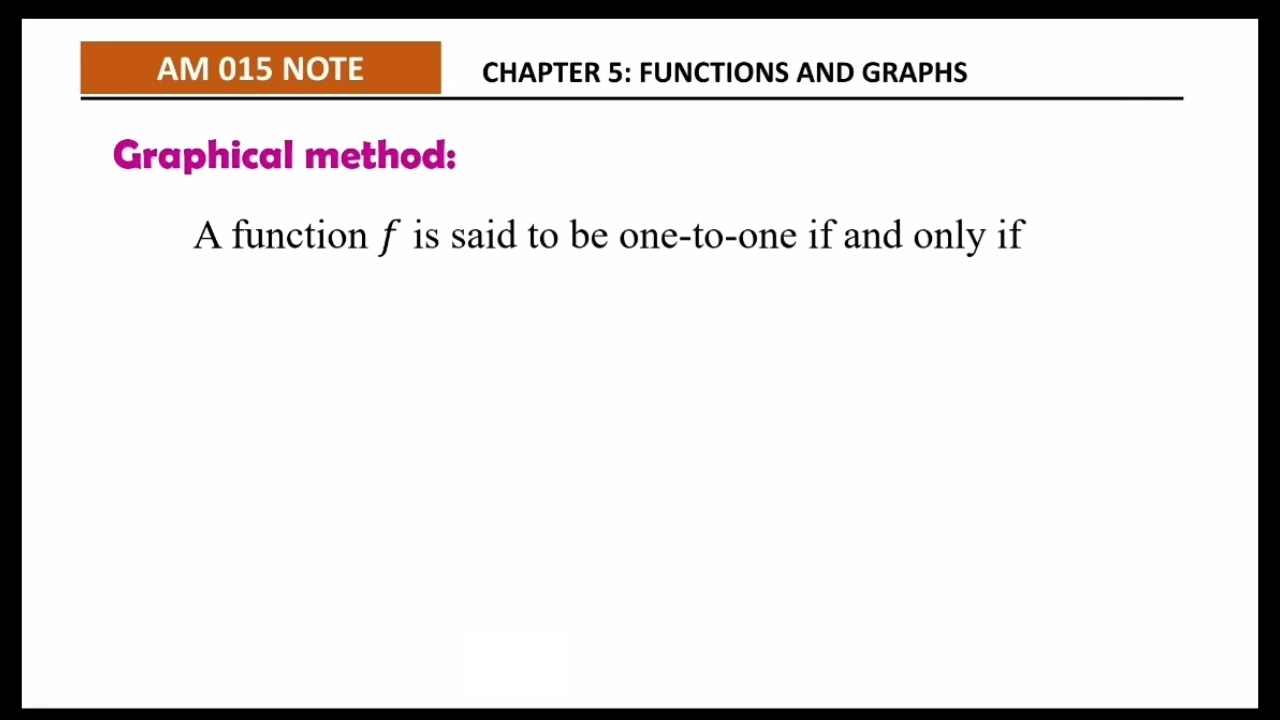 AM 015 NOTE
CHAPTER 5: FUNCTIONS AND GRAPHS
Graphical method:
A function f is said to be one-to-one if and only if